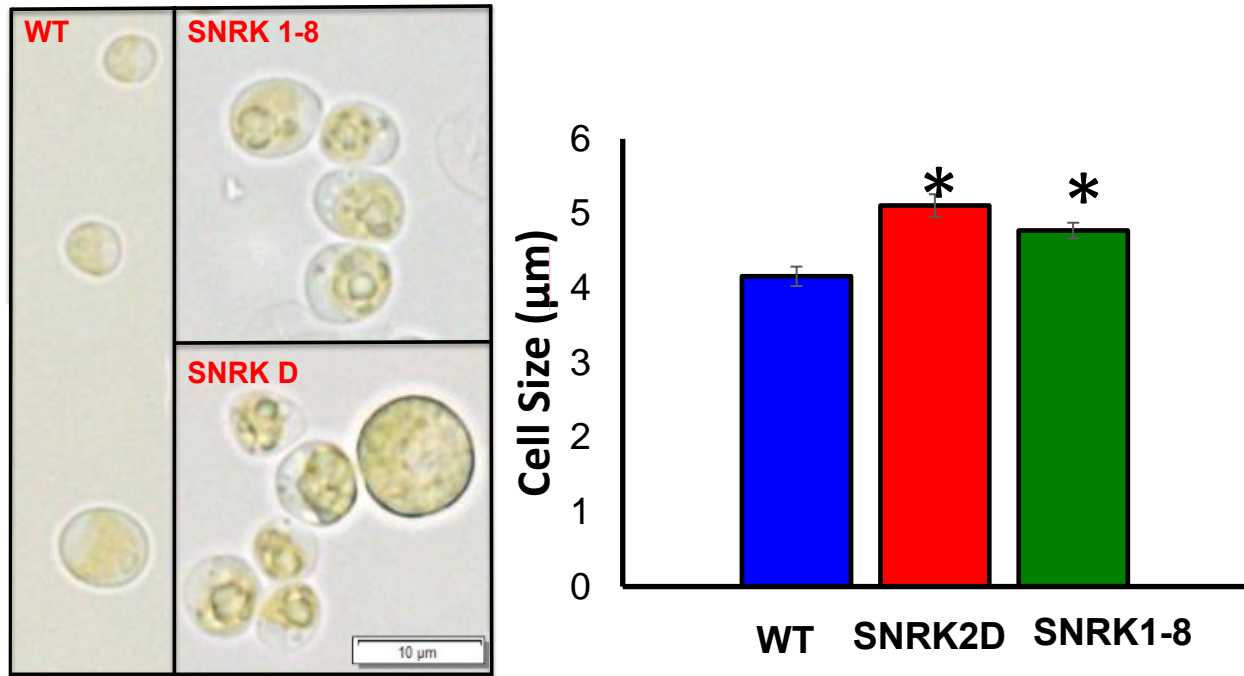 WT
SNRK 1-8
SNRK D
10 µm
Cell Size (µm)
6
5
4
3
2
1
0
*
*
WT
SNRK2D
SNRK1-8